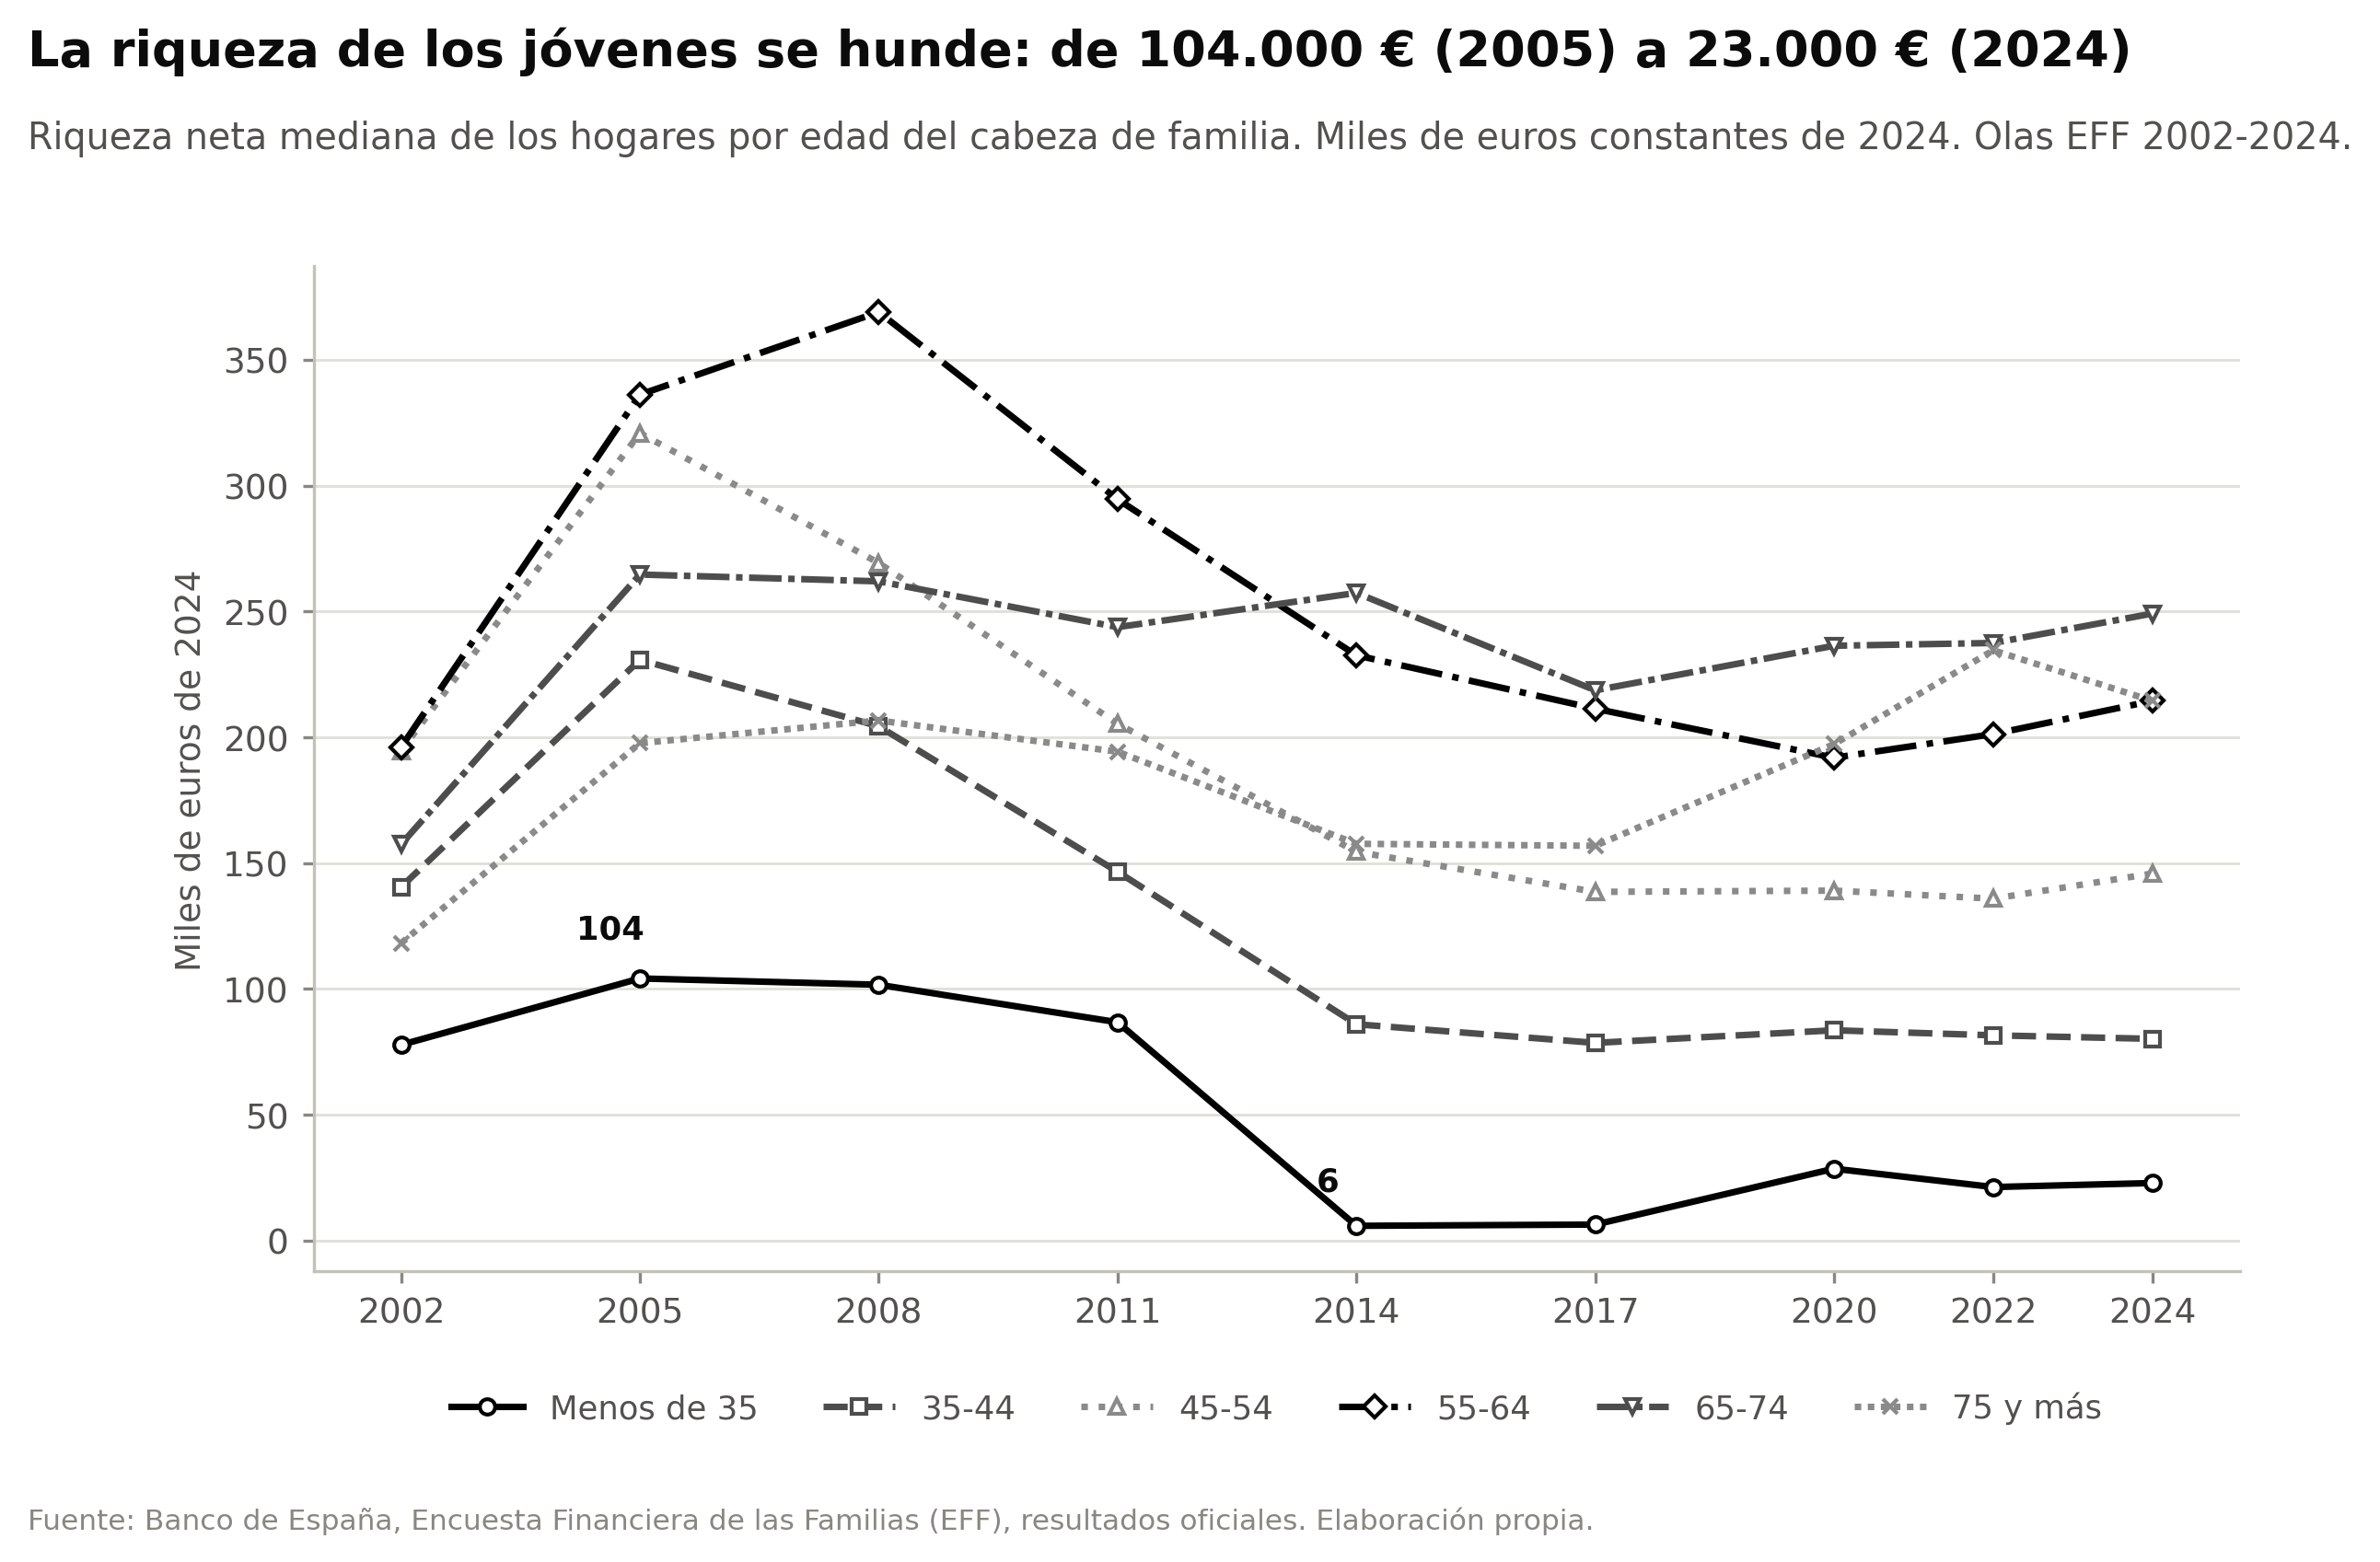 La riqueza de los jóvenes se hunde: de 104.000 € (2005) a 23.000 € (2024)
Riqueza neta mediana de los hogares por edad del cabeza de familia. Miles de euros constantes de 2024. Olas EFF 2002-2024.
Miles de euros de 2024
350
300
250
200
150
100
50
0
104
6
2002 2005 2008 2011 2014 2017 2020 2022 2024
Menos de 35 35-44 45-54 55-64 65-74 75 y más
Fuente: Banco de España, Encuesta Financiera de las Familias (EFF), resultados oficiales. Elaboración propia.